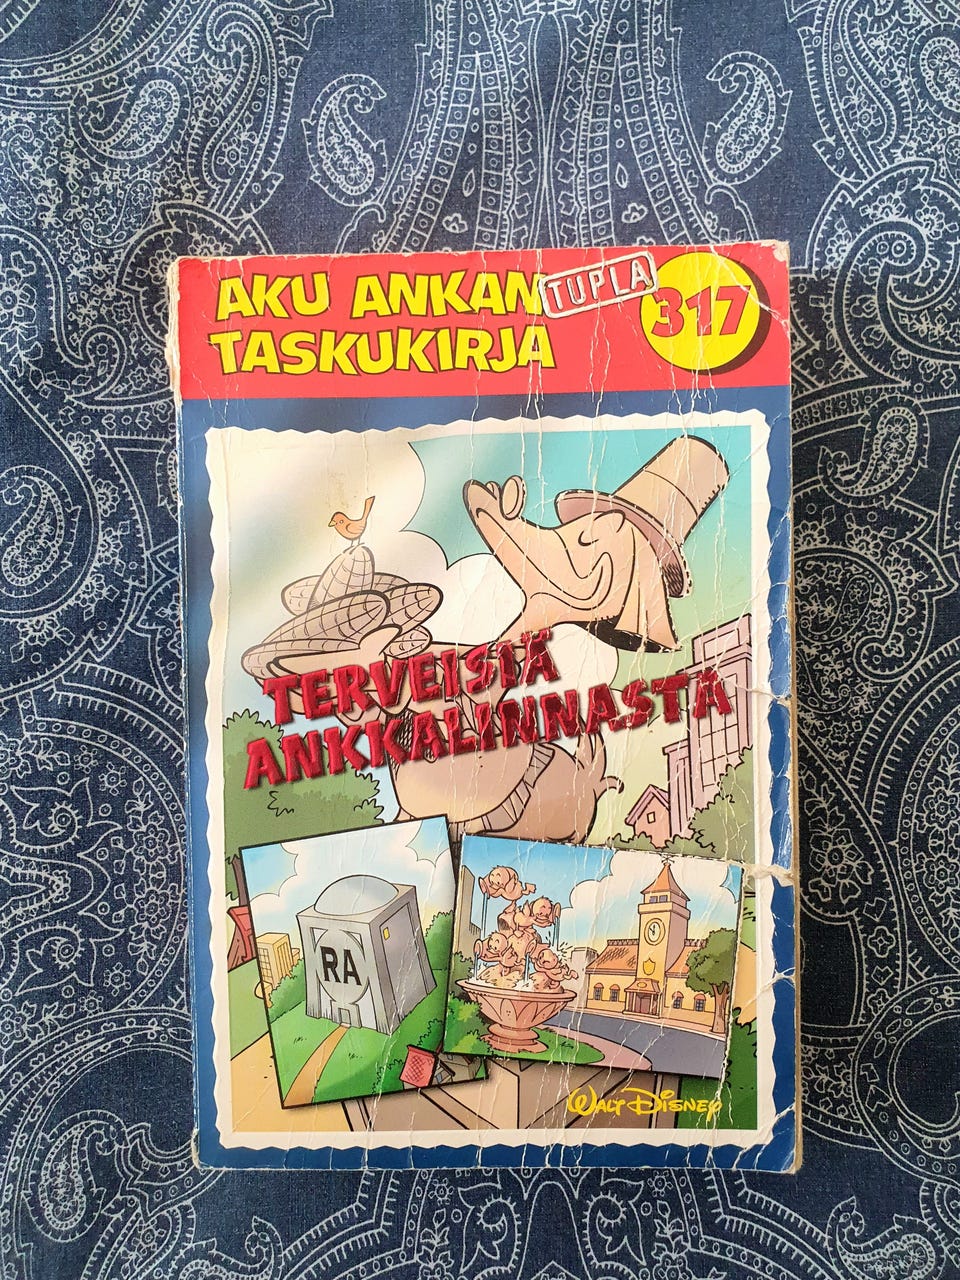 AKU ANKAN TUPLA 317
TASKUKIRJA
TERVEISIÄ
ANKKALINNASTA
RA
WALT DISNEY